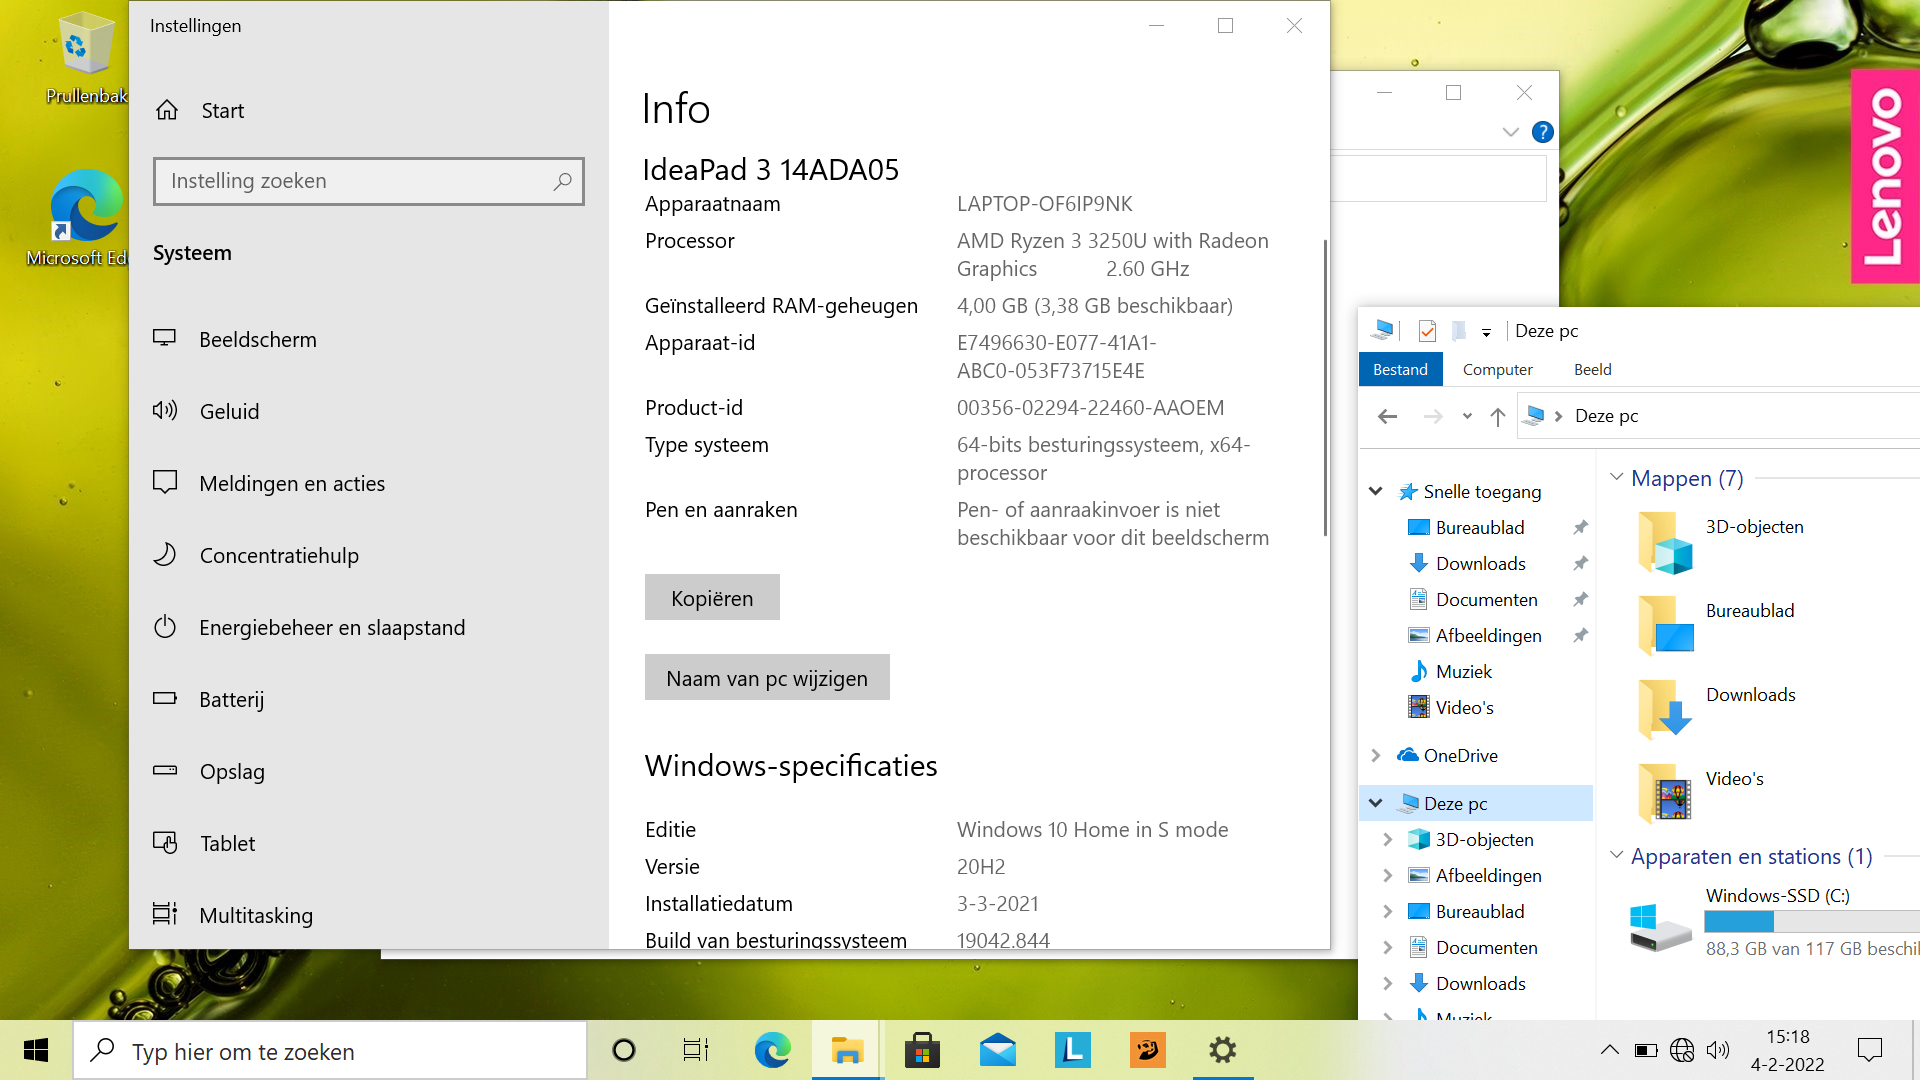 Prullenbak
Microsoft Ed
Instellingen
Start
Instelling zoeken
Systeem
Beeldscherm
Geluid
Meldingen en acties
Concentratiehulp
Energiebeheer en slaapstand
Batterij
Opslag
Tablet
Multitasking
Info
IdeaPad 3 14ADA05
Apparaatnaam LAPTOP-OF6IP9NK
Processor AMD Ryzen 3 3250U with Radeon
Graphics 2.60 GHz
Geïnstalleerd RAM-geheugen 4,00 GB (3,38 GB beschikbaar)
Apparaat-id E7496630-E077-41A1-
ABC0-053F73715E4E
Product-id 00356-02294-22460-AAOEM
Type systeem 64-bits besturingssysteem, x64-
processor
Pen en aanraken Pen- of aanraakinvoer is niet
beschikbaar voor dit beeldscherm
Kopiëren
Naam van pc wijzigen
Windows-specificaties
Editie Windows 10 Home in S mode
Versie 20H2
Installatiedatum 3-3-2021
Build van besturingssysteem 19042.844
?
Lenovo
Deze pc
Bestand Computer Beeld
Deze pc
Snelle toegang
Bureaublad
Downloads
Documenten
Afbeeldingen
Muziek
Video's
OneDrive
Deze pc
3D-objecten
Afbeeldingen
Bureaublad
Documenten
Downloads
Muziek
Mappen (7)
3D-objecten
Bureaublad
Downloads
Video's
Apparaten en stations (1)
Windows-SSD (C:)
88,3 GB van 117 GB beschi
Typ hier om te zoeken
L
15:18
4-2-2022